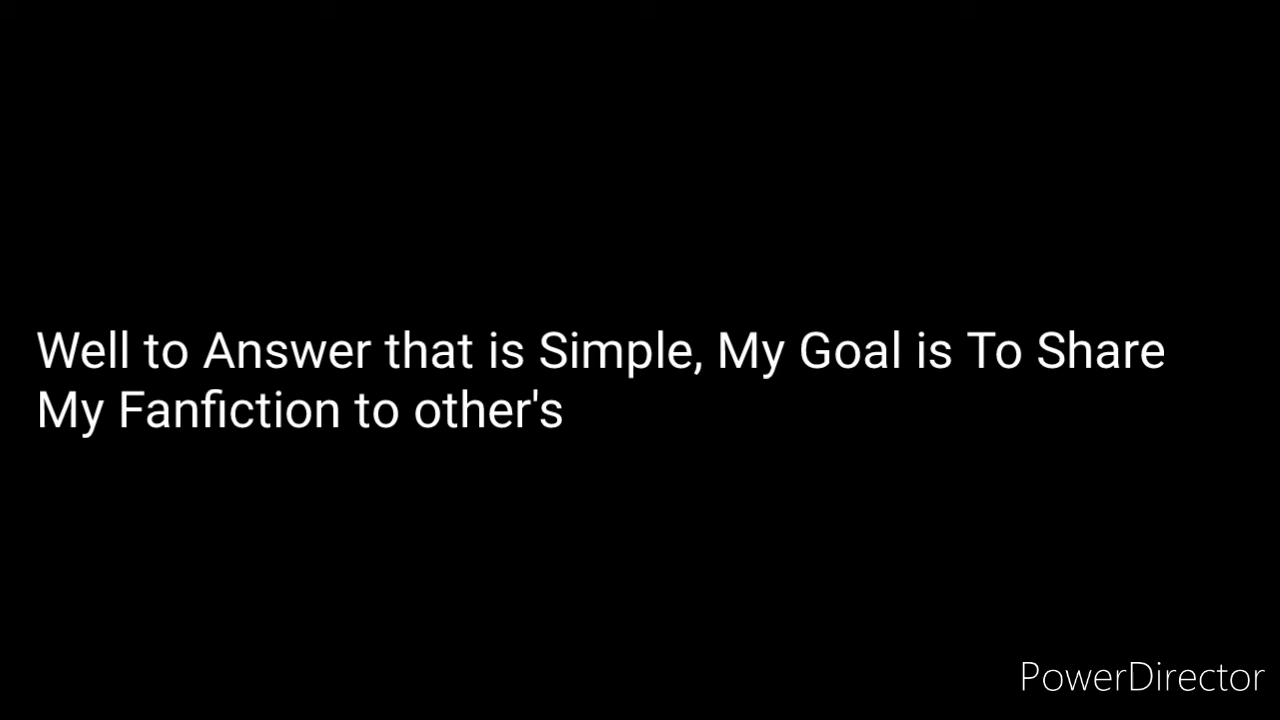 Well to Answer that is Simple, My Goal is To Share
My Fanfiction to other's
PowerDirector